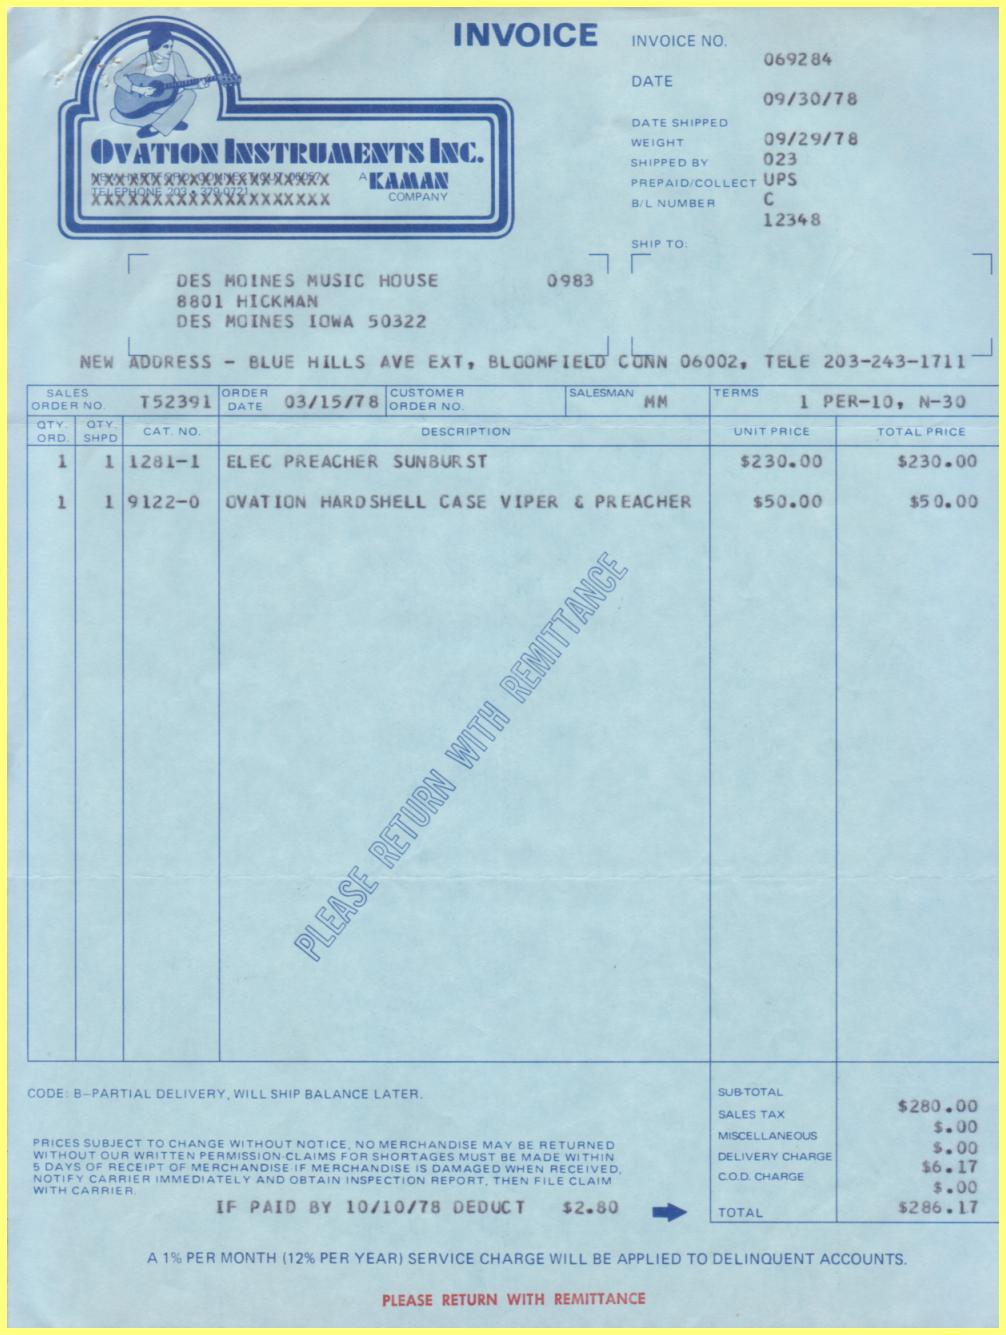 INVOICE
INVOICE NO.
069284
DATE
09/30/78
DATE SHIPPED
09/29/78
WEIGHT
023
SHIPPED BY
UPS
PREPAID/COLLECT
C
B/L NUMBER
12348
OVATION INSTRUMENTS INC.
NEW HARTFORD, CONNECTICUT 06057
TELEPHONE 203 • 379-0721
XXXXXXXXXXXXXXXXXXXX
A KAMAN
COMPANY
SHIP TO:
DES MOINES MUSIC HOUSE 0983
8801 HICKMAN
DES MOINES IOWA 50322
NEW ADDRESS - BLUE HILLS AVE EXT, BLOOMFIELD CONN 06002, TELE 203-243-1711
SALES ORDER NO. T52391 ORDER DATE 03/15/78 CUSTOMER ORDER NO. SALESMAN MM TERMS 1 PER-10, N-30
QTY. ORD. QTY. SHPD CAT. NO. DESCRIPTION UNIT PRICE TOTAL PRICE
1 1 1281-1 ELEC PREACHER SUNBURST $230.00 $230.00
1 1 9122-0 OVATION HARDSHELL CASE VIPER & PREACHER $50.00 $50.00
PLEASE RETURN WITH REMITTANCE
CODE: B-PARTIAL DELIVERY, WILL SHIP BALANCE LATER.
SUB-TOTAL $280.00
SALES TAX $.00
MISCELLANEOUS $.00
DELIVERY CHARGE $6.17
C.O.D. CHARGE $.00
TOTAL $286.17
PRICES SUBJECT TO CHANGE WITHOUT NOTICE, NO MERCHANDISE MAY BE RETURNED
WITHOUT OUR WRITTEN PERMISSION-CLAIMS FOR SHORTAGES MUST BE MADE WITHIN
5 DAYS OF RECEIPT OF MERCHANDISE-IF MERCHANDISE IS DAMAGED WHEN RECEIVED,
NOTIFY CARRIER IMMEDIATELY AND OBTAIN INSPECTION REPORT, THEN FILE CLAIM
WITH CARRIER.
IF PAID BY 10/10/78 DEDUCT $2.80
A 1% PER MONTH (12% PER YEAR) SERVICE CHARGE WILL BE APPLIED TO DELINQUENT ACCOUNTS.
PLEASE RETURN WITH REMITTANCE